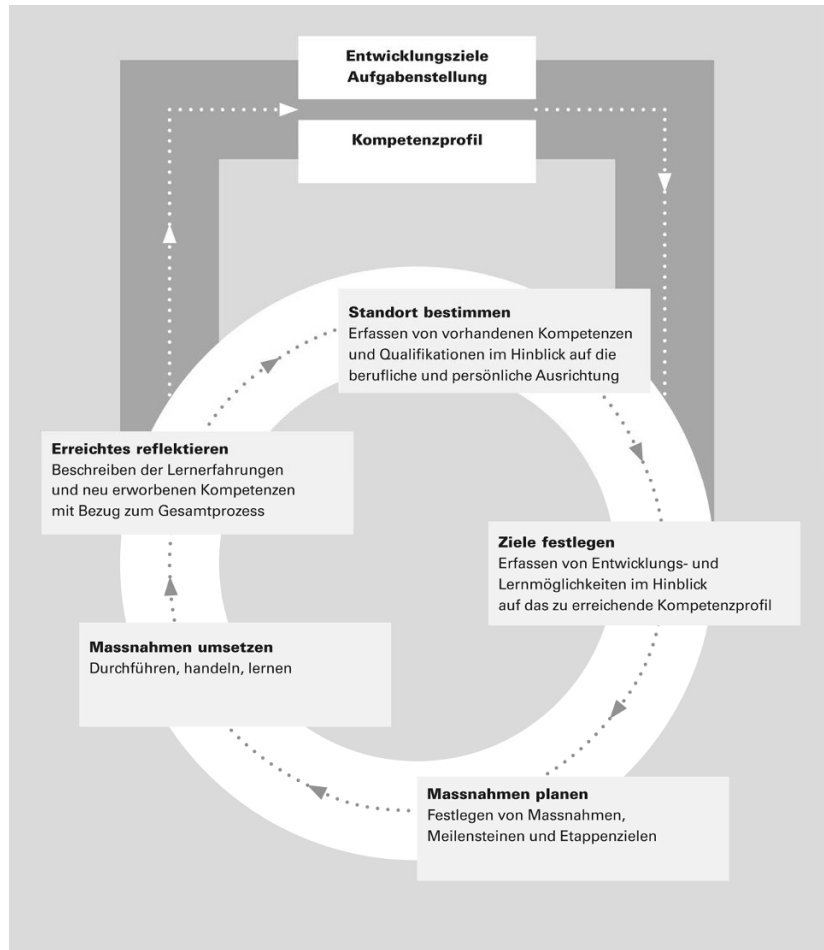 Entwicklungsziele
Aufgabenstellung
Kompetenzprofil
Standort bestimmen
Erfassen von vorhandenen Kompetenzen
und Qualifikationen im Hinblick auf die
berufliche und persönliche Ausrichtung
Erreichtes reflektieren
Beschreiben der Lernerfahrungen
und neu erworbenen Kompetenzen
mit Bezug zum Gesamtprozess
Ziele festlegen
Erfassen von Entwicklungs- und
Lernmöglichkeiten im Hinblick
auf das zu erreichende Kompetenzprofil
Massnahmen umsetzen
Durchführen, handeln, lernen
Massnahmen planen
Festlegen von Massnahmen,
Meilensteinen und Etappenzielen